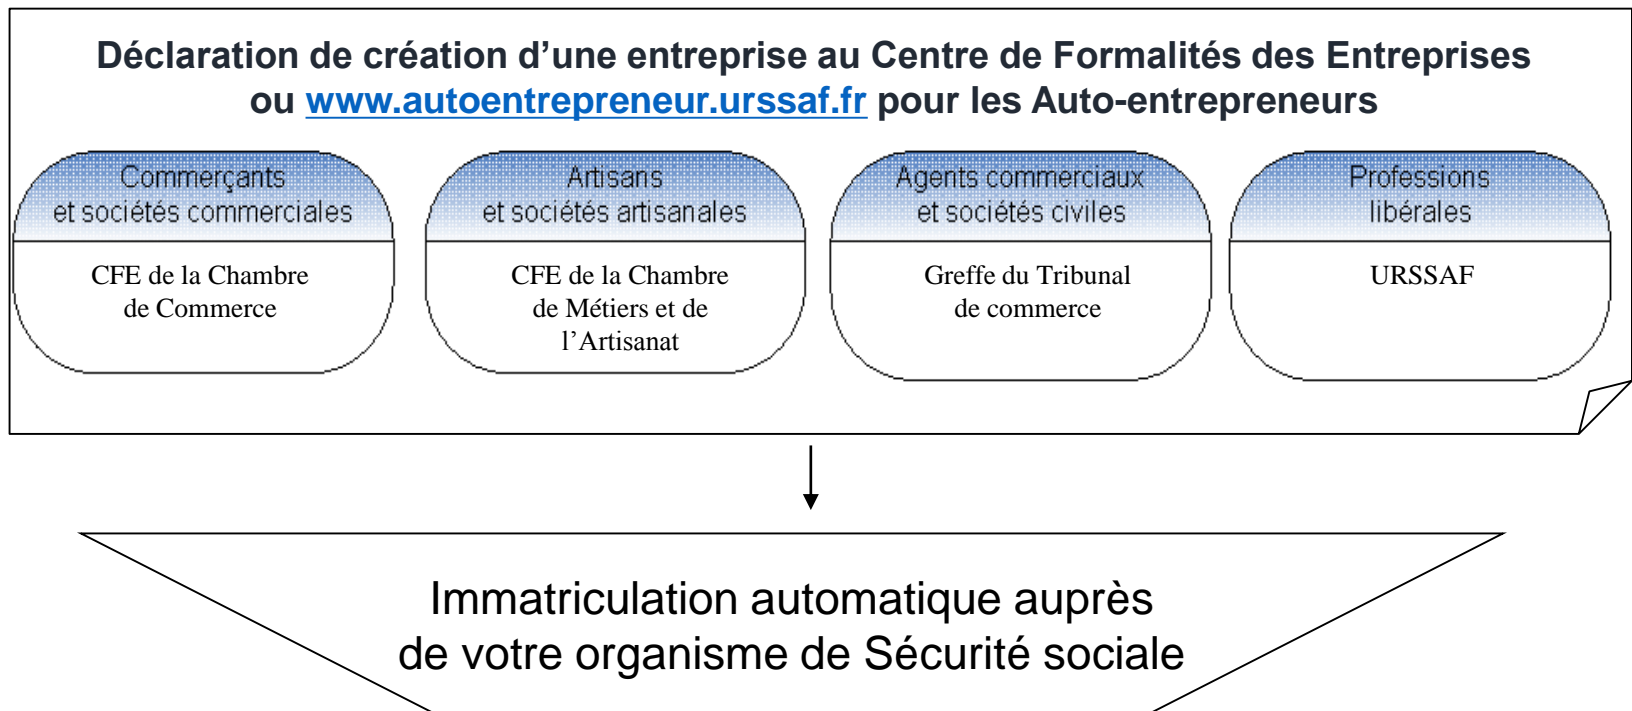 Déclaration de création d’une entreprise au Centre de Formalités des Entreprises
ou www.autoentrepreneur.urssaf.fr pour les Auto-entrepreneurs
Commerçants
et sociétés commerciales
CFE de la Chambre
de Commerce
Artisans
et sociétés artisanales
CFE de la Chambre
de Métiers et de
l’Artisanat
Agents commerciaux
et sociétés civiles
Greffe du Tribunal
de commerce
Professions
libérales
URSSAF
Immatriculation automatique auprès
de votre organisme de Sécurité sociale